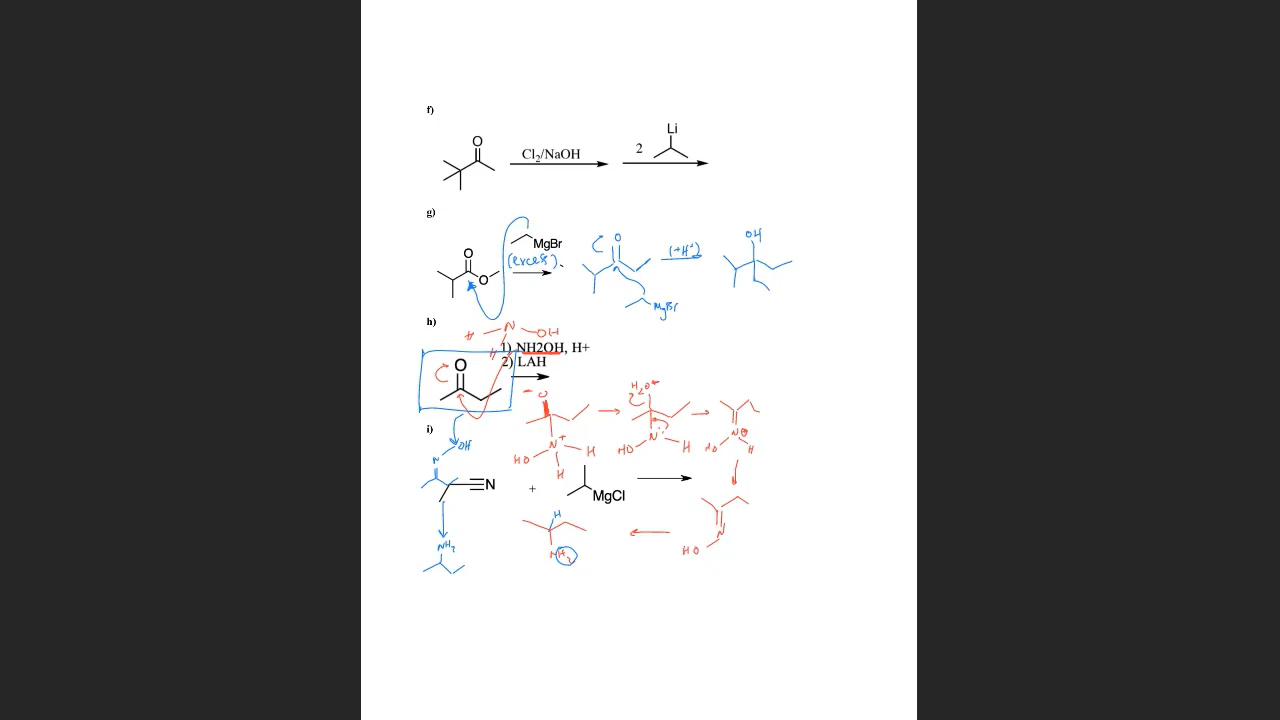 f)
O
Cl2/NaOH
2
Li
g)
O
O
MgBr
(excess)
O
MgBr
(+H+)
OH
h)
H
N
OH
H
1) NH2OH, H+
2) LAH
O
- O
N+
HO
H
H
H2O+
HO
N
H
N⊕
HO
H
i)
N
OH
≡N
+
MgCl
NH2
H
NH2
N
HO